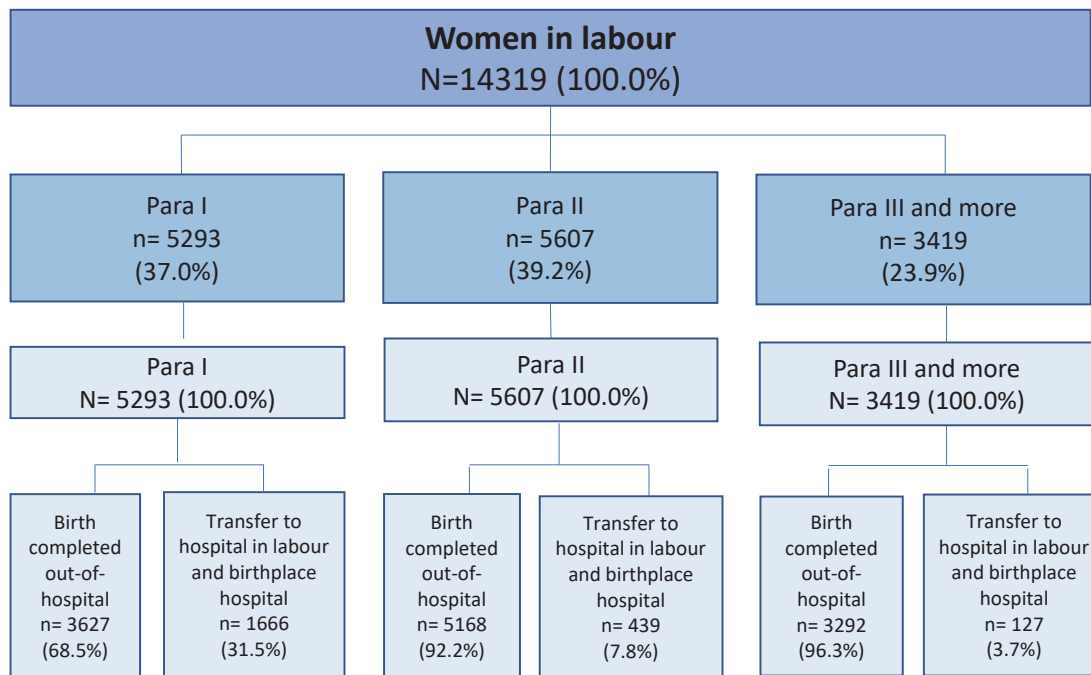 Women in labour
N=14319 (100.0%)
Para I
n= 5293
(37.0%)
Para II
n= 5607
(39.2%)
Para III and more
n= 3419
(23.9%)
Para I
N= 5293 (100.0%)
Para II
N= 5607 (100.0%)
Para III and more
N= 3419 (100.0%)
Birth
completed
out-of-
hospital
n= 3627
(68.5%)
Transfer to
hospital in labour
and birthplace
hospital
n= 1666
(31.5%)
Birth
completed
out-of-
hospital
n= 5168
(92.2%)
Transfer to
hospital in labour
and birthplace
hospital
n= 439
(7.8%)
Birth
completed
out-of-
hospital
n= 3292
(96.3%)
Transfer to
hospital in labour
and birthplace
hospital
n= 127
(3.7%)